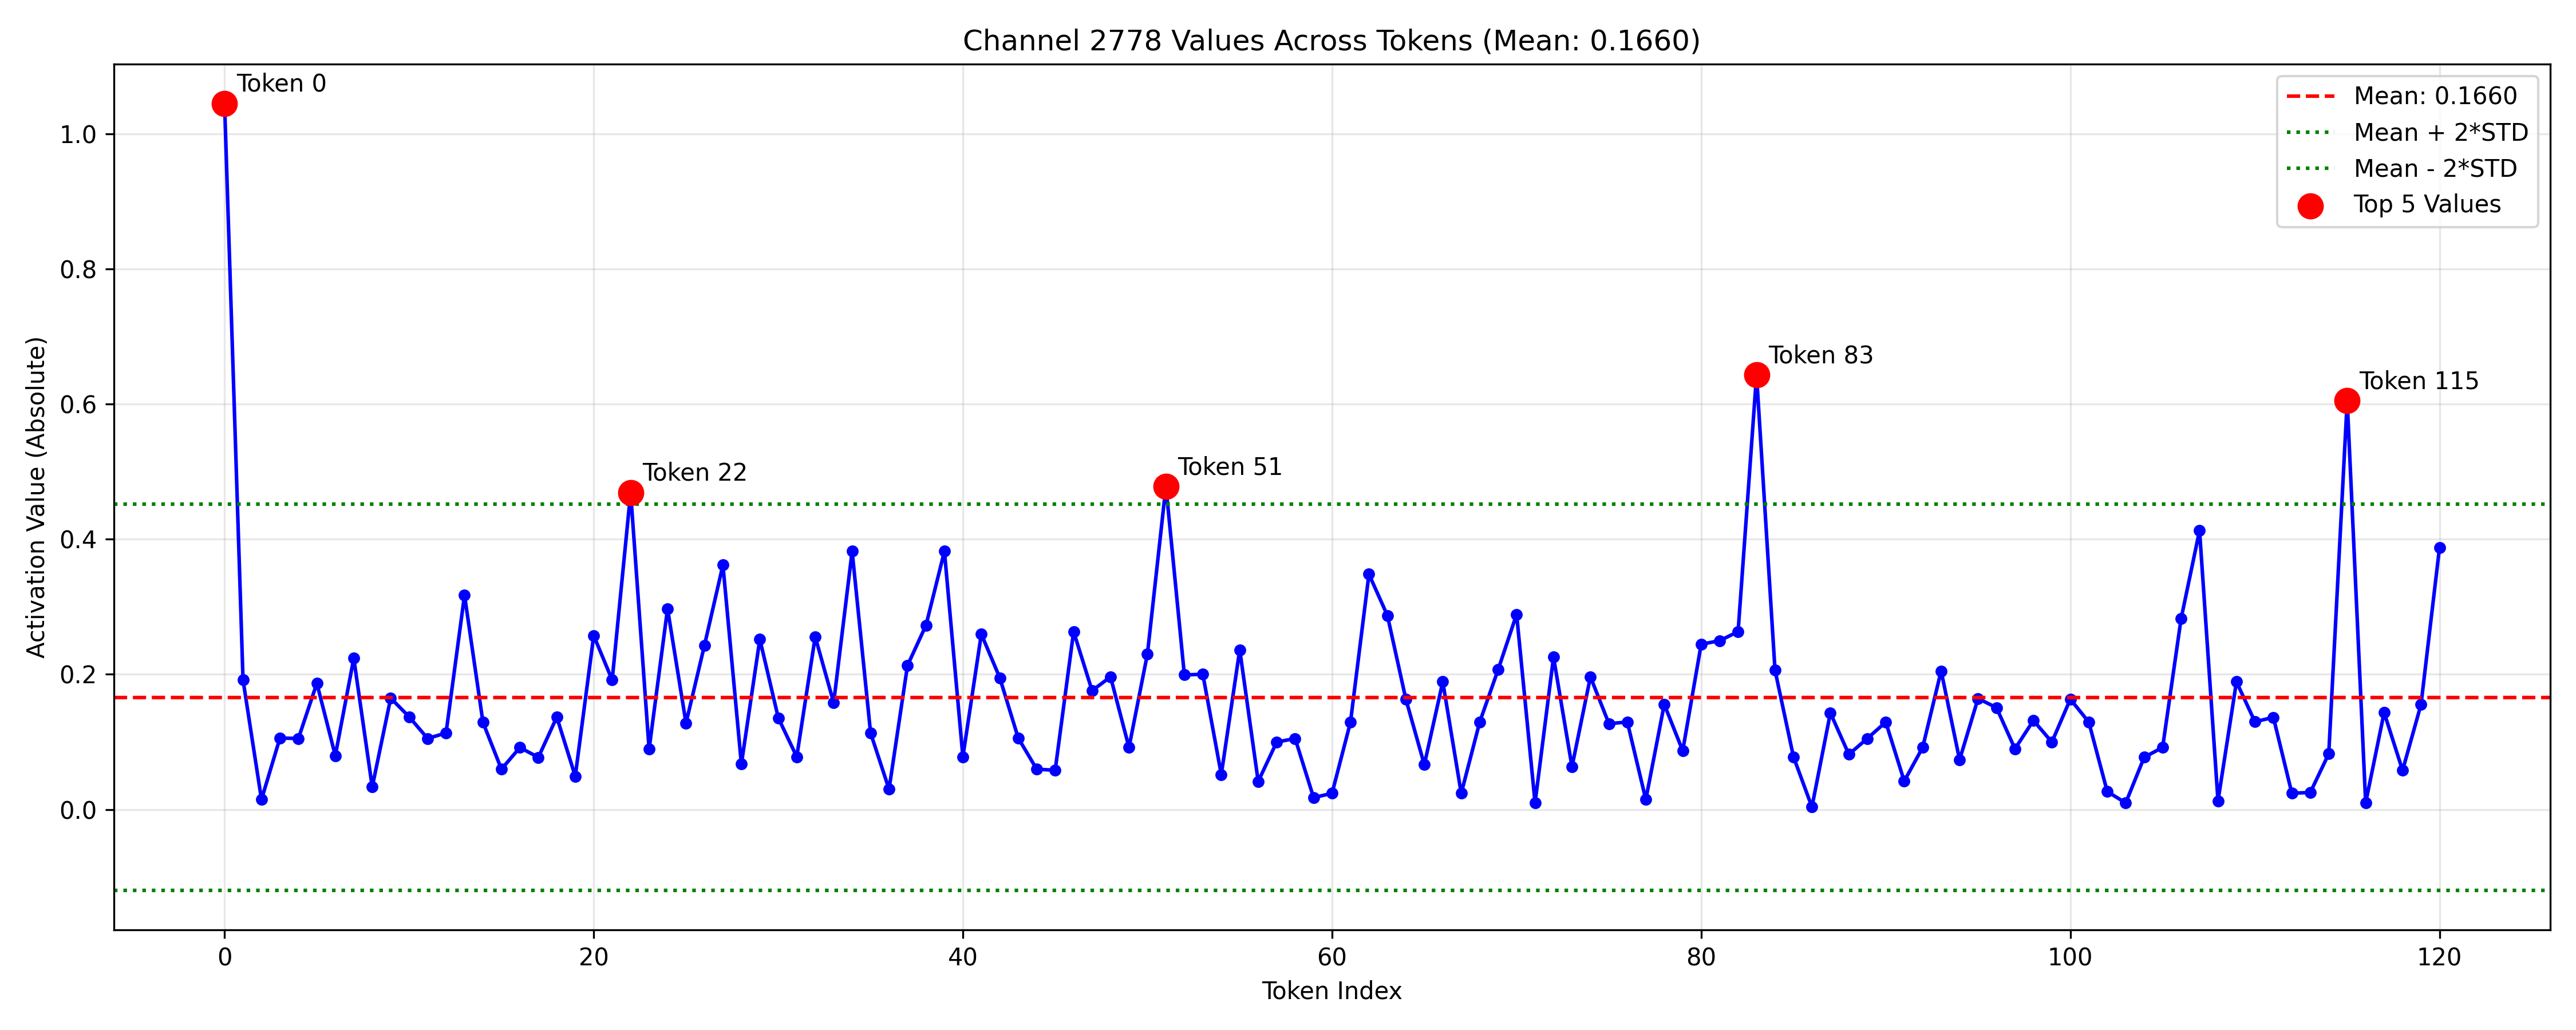 Channel 2778 Values Across Tokens (Mean: 0.1660)
Token 0
Token 22
Token 51
Token 83
Token 115
Mean: 0.1660
Mean + 2*STD
Mean - 2*STD
Top 5 Values
Activation Value (Absolute)
1.0
0.8
0.6
0.4
0.2
0.0
0 20 40 60 80 100 120
Token Index